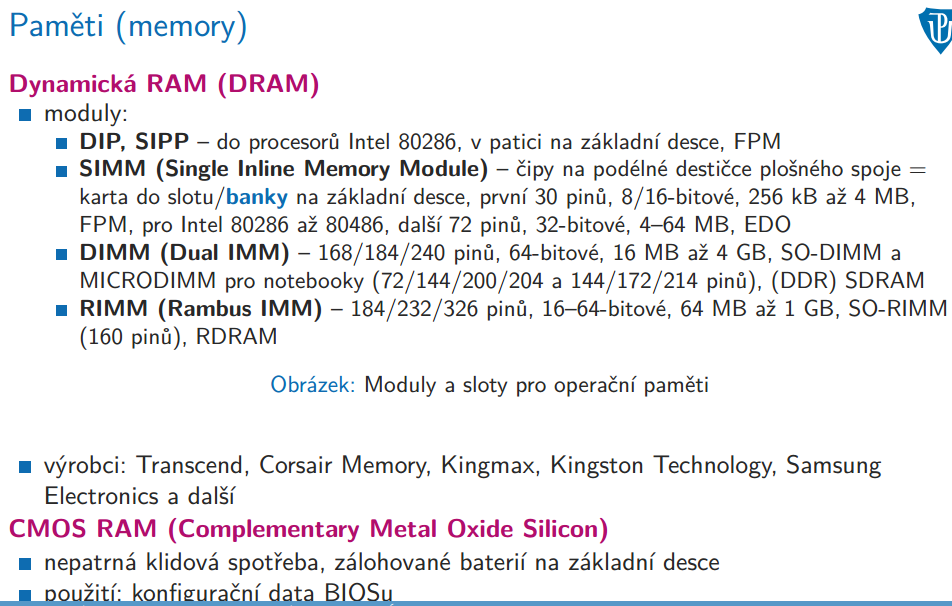 Paměti (memory)
Dynamická RAM (DRAM)
moduly:
DIP, SIPP – do procesorů Intel 80286, v patici na základní desce, FPM
SIMM (Single Inline Memory Module) – čipy na podélné destičce plošného spoje =
karta do slotu/banky na základní desce, první 30 pinů, 8/16-bitové, 256 kB až 4 MB,
FPM, pro Intel 80286 až 80486, další 72 pinů, 32-bitové, 4–64 MB, EDO
DIMM (Dual IMM) – 168/184/240 pinů, 64-bitové, 16 MB až 4 GB, SO-DIMM a
MICRODIMM pro notebooky (72/144/200/204 a 144/172/214 pinů), (DDR) SDRAM
RIMM (Rambus IMM) – 184/232/326 pinů, 16–64-bitové, 64 MB až 1 GB, SO-RIMM
(160 pinů), RDRAM
Obrázek: Moduly a sloty pro operační paměti
výrobci: Transcend, Corsair Memory, Kingmax, Kingston Technology, Samsung
Electronics a další
CMOS RAM (Complementary Metal Oxide Silicon)
nepatrná klidová spotřeba, zálohované baterií na základní desce
použití: konfigurační data BIOSu